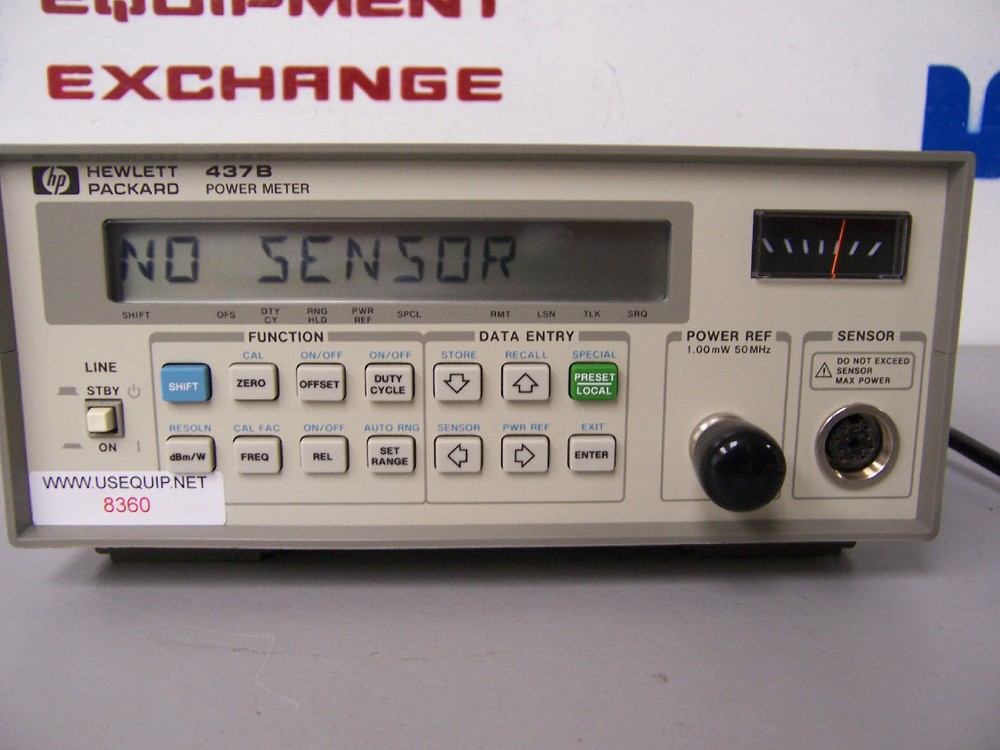 EQUIPMENT
EXCHANGE
hp HEWLETT PACKARD 437B POWER METER
NO SENSOR
SHIFT OFS DTY CY RNG HLD PWR REF SPCL RMT LSN TLK SRQ
FUNCTION DATA ENTRY POWER REF SENSOR
1.00mW 50MHz
CAL ON/OFF ON/OFF STORE RECALL SPECIAL
DO NOT EXCEED
SENSOR
MAX POWER
LINE
STBY
ON
SHIFT ZERO OFFSET DUTY CYCLE PRESET LOCAL
RESOLN CAL FAC ON/OFF AUTO RNG SENSOR PWR REF EXIT
dBm/W FREQ REL SET RANGE ENTER
WWW.USEQUIP.NET
8360